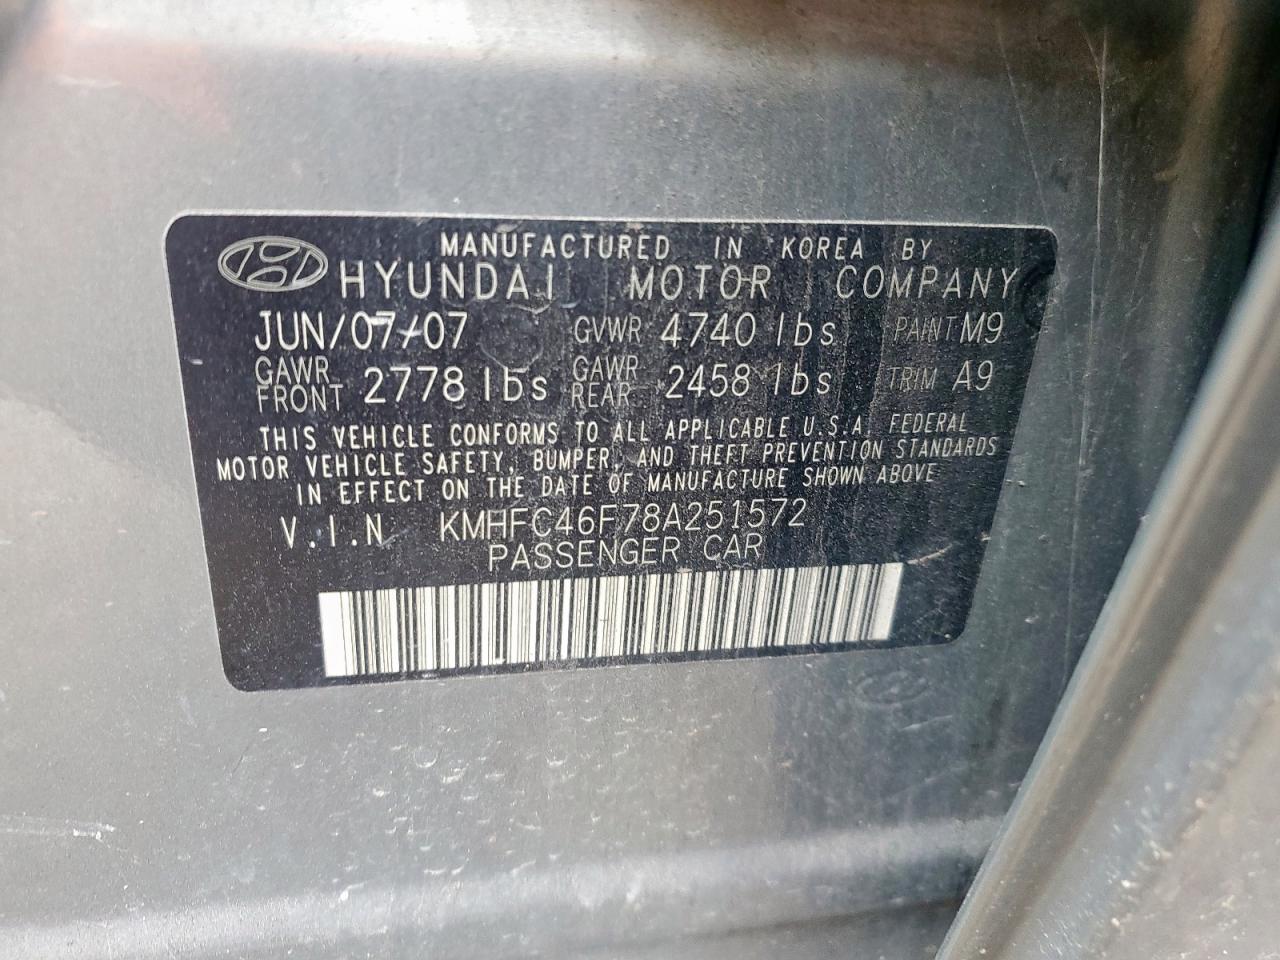 MANUFACTURED IN KOREA BY
HYUNDAI MOTOR COMPANY
JUN/07/07 GVWR 4740 lbs PAINT M9
GAWR FRONT 2778 lbs GAWR REAR 2458 lbs TRIM A9
THIS VEHICLE CONFORMS TO ALL APPLICABLE U.S.A. FEDERAL
MOTOR VEHICLE SAFETY, BUMPER, AND THEFT PREVENTION STANDARDS
IN EFFECT ON THE DATE OF MANUFACTURE SHOWN ABOVE
V.I.N KMHFC46F78A251572
PASSENGER CAR